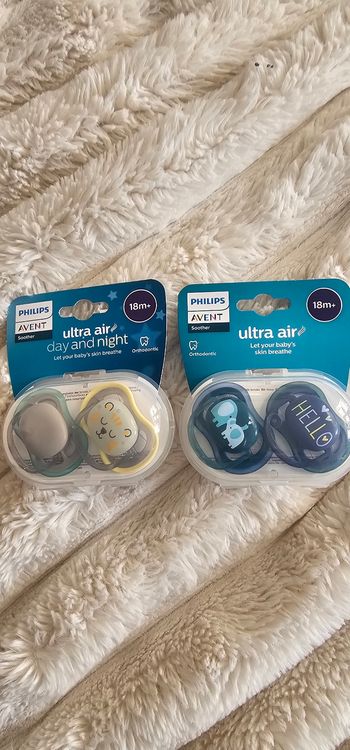 PHILIPS
AVENT
Soother
18m+
ultra air
day and night
Let your baby's
skin breathe
Orthodontic
PHILIPS
AVENT
Soother
18m+
ultra air
Let your baby's
skin breathe
Orthodontic
HELLO